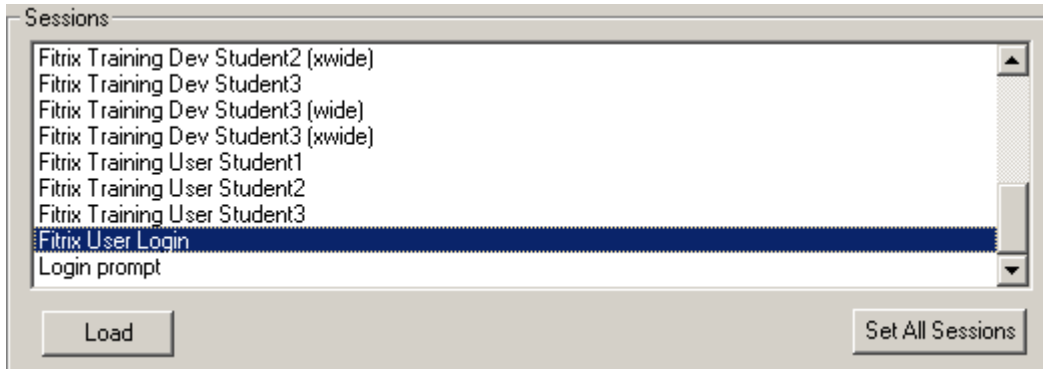 Sessions
Fitrix Training Dev Student2 (xwide)
Fitrix Training Dev Student3
Fitrix Training Dev Student3 (wide)
Fitrix Training Dev Student3 (xwide)
Fitrix Training User Student1
Fitrix Training User Student2
Fitrix Training User Student3
Fitrix User Login
Login prompt
Load
Set All Sessions